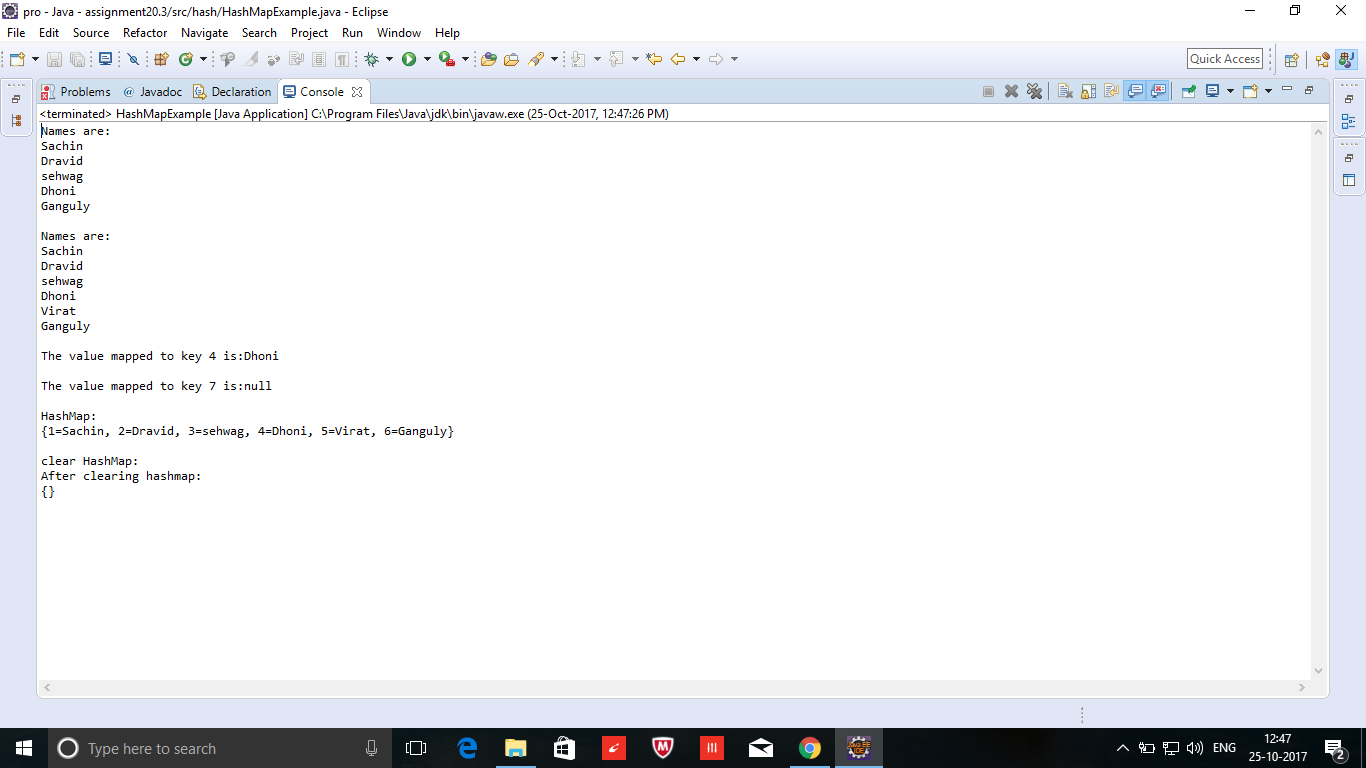 pro - Java - assignment20.3/src/hash/HashMapExample.java - Eclipse
File Edit Source Refactor Navigate Search Project Run Window Help
Quick Access
Problems @ Javadoc Declaration Console
<terminated> HashMapExample [Java Application] C:\Program Files\Java\jdk\bin\javaw.exe (25-Oct-2017, 12:47:26 PM)
Names are:
Sachin
Dravid
sehwag
Dhoni
Ganguly
Names are:
Sachin
Dravid
sehwag
Dhoni
Virat
Ganguly
The value mapped to key 4 is:Dhoni
The value mapped to key 7 is:null
HashMap:
{1=Sachin, 2=Dravid, 3=sehwag, 4=Dhoni, 5=Virat, 6=Ganguly}
clear HashMap:
After clearing hashmap:
{}
Type here to search
ENG
12:47
25-10-2017
2